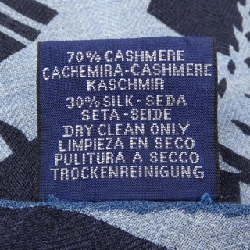 70% CASHMERE
CACHEMIRA-CASHMERE
KASCHMIR
30% SILK-SEDA
SETA-SEIDE
DRY CLEAN ONLY
LIMPIEZA EN SECO
PULITURA A SECCO
TROCKENREINIGUNG